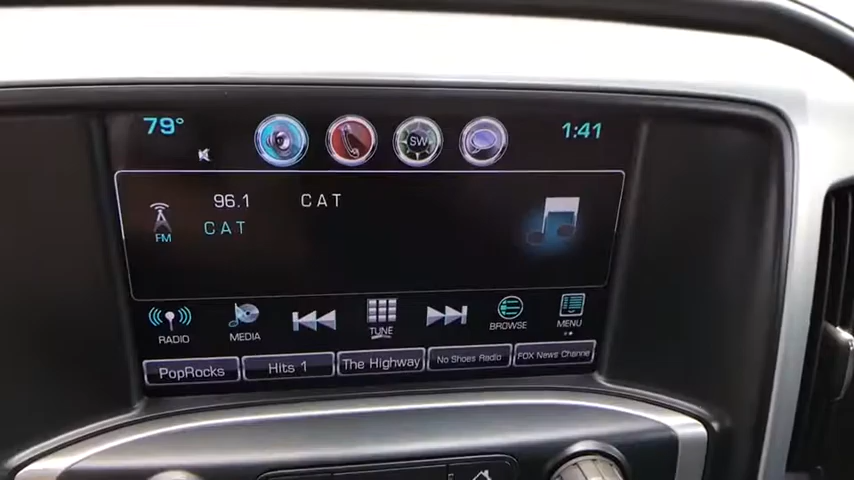 79° SW 1:41
96.1 CAT
FM CAT
RADIO MEDIA TUNE BROWSE MENU
PopRocks Hits 1 The Highway No Shoes Radio FOX News Channel